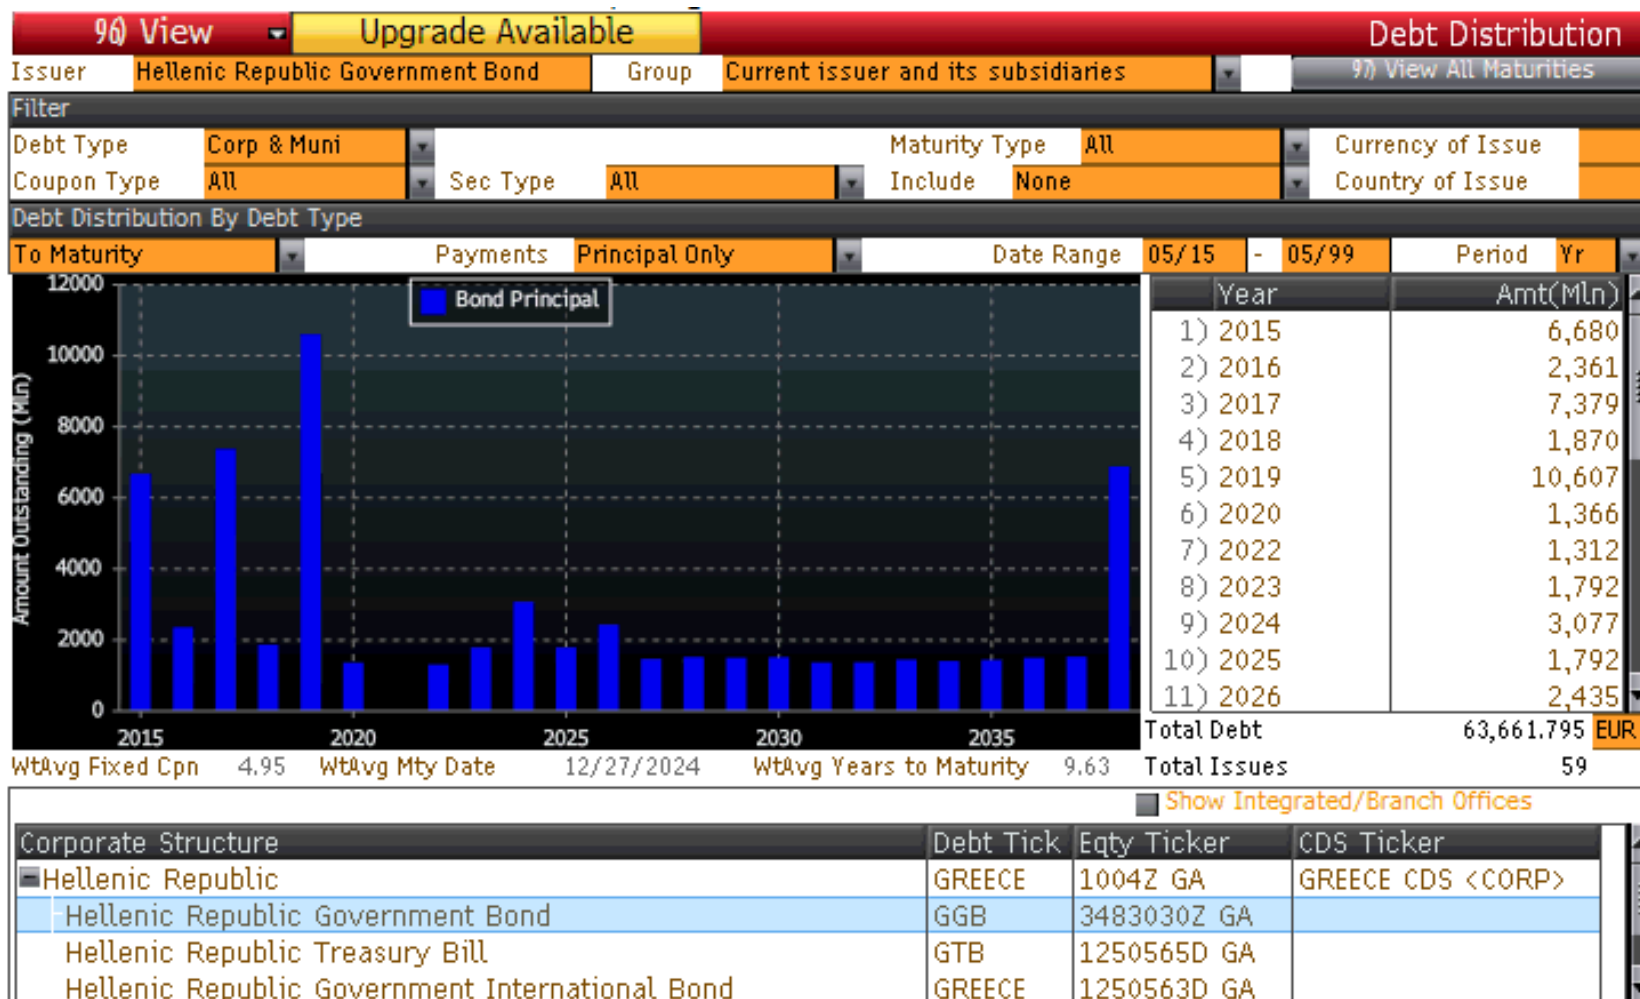 96) View Upgrade Available Debt Distribution
Issuer Hellenic Republic Government Bond Group Current issuer and its subsidiaries 97) View All Maturities
Filter
Debt Type Corp & Muni Maturity Type All Currency of Issue
Coupon Type All Sec Type All Include None Country of Issue
Debt Distribution By Debt Type
To Maturity Payments Principal Only Date Range 05/15 - 05/99 Period Yr
Amount Outstanding (Mln)
12000
10000
8000
6000
4000
2000
0
Bond Principal
2015 2020 2025 2030 2035
Year Amt(Mln)
1) 2015 6,680
2) 2016 2,361
3) 2017 7,379
4) 2018 1,870
5) 2019 10,607
6) 2020 1,366
7) 2022 1,312
8) 2023 1,792
9) 2024 3,077
10) 2025 1,792
11) 2026 2,435
Total Debt 63,661.795 EUR
WtAvg Fixed Cpn 4.95 WtAvg Mty Date 12/27/2024 WtAvg Years to Maturity 9.63 Total Issues 59
Show Integrated/Branch Offices
Corporate Structure Debt Tick Eqty Ticker CDS Ticker
Hellenic Republic GREECE 1004Z GA GREECE CDS <CORP>
Hellenic Republic Government Bond GGB 3483030Z GA
Hellenic Republic Treasury Bill GTB 1250565D GA
Hellenic Republic Government International Bond GREECE 1250563D GA